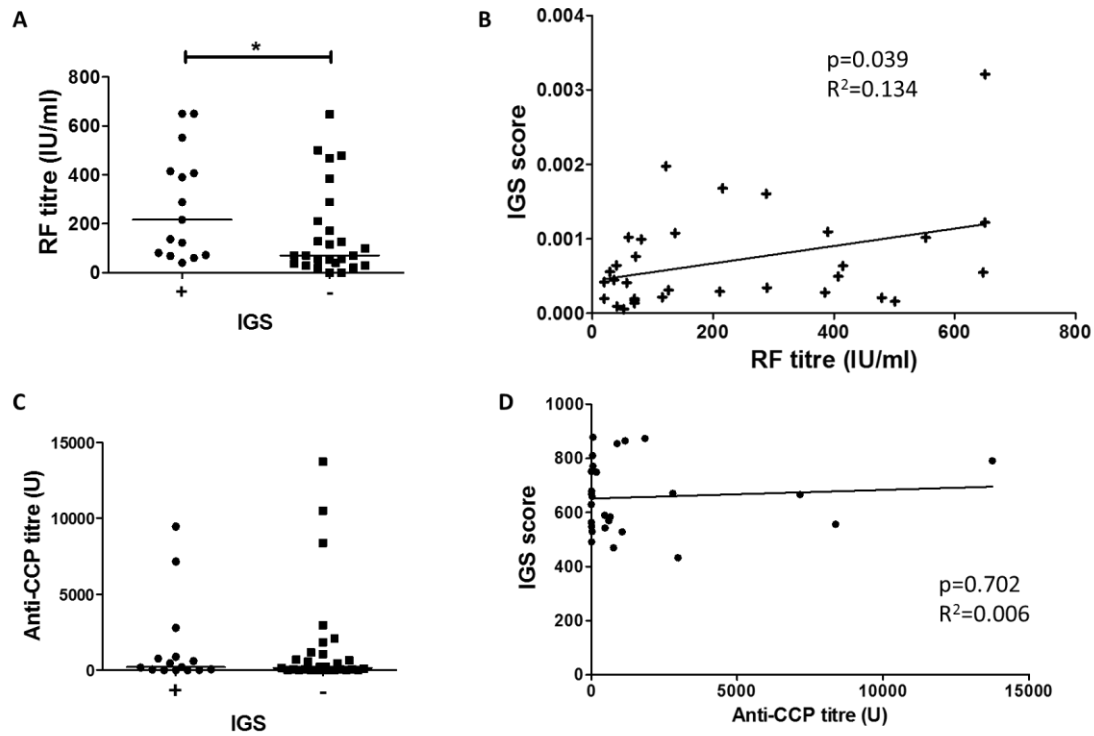 A
*
800
600
400
200
0
RF titre (IU/ml)
+ -
IGS
B
0.004
0.003
0.002
0.001
0.000
IGS score
p=0.039
R²=0.134
0 200 400 600 800
RF titre (IU/ml)
C
15000
10000
5000
0
Anti-CCP titre (U)
+ -
IGS
D
1000
800
600
400
200
0
IGS score
p=0.702
R²=0.006
0 5000 10000 15000
Anti-CCP titre (U)